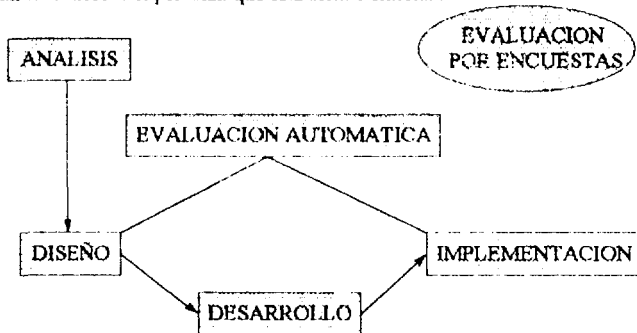 EVALUACION
POR ENCUESTAS
ANALISIS
EVALUACION AUTOMATICA
DISEÑO
IMPLEMENTACION
DESARROLLO